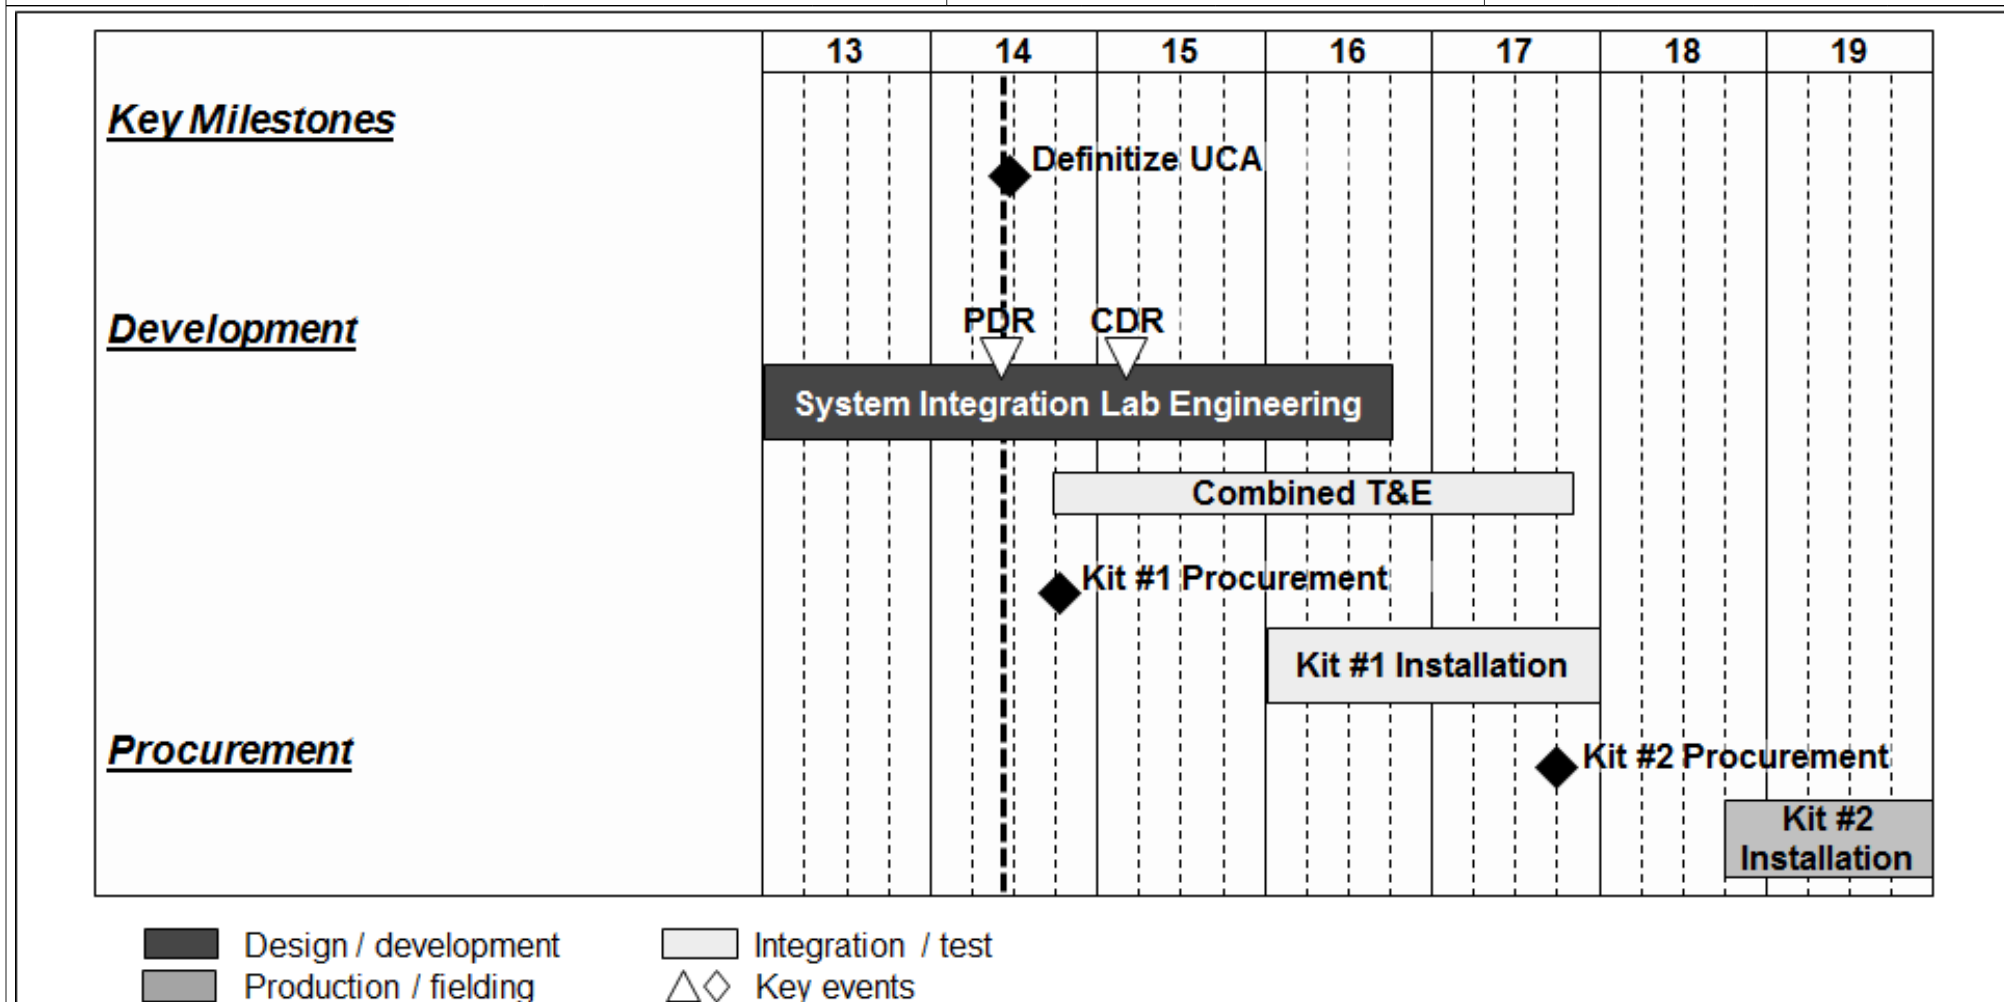 13 14 15 16 17 18 19
Key Milestones
Definitize UCA
Development
PDR CDR
System Integration Lab Engineering
Combined T&E
Kit #1 Procurement
Kit #1 Installation
Procurement
Kit #2 Procurement
Kit #2
Installation
Design / development
Integration / test
Production / fielding
Key events